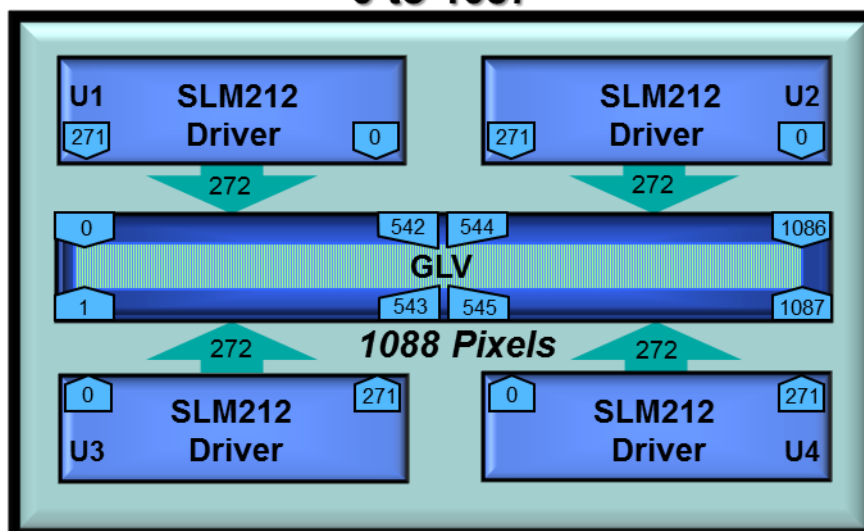 U1 SLM212 Driver
271 0
272
SLM212 Driver U2
271 0
272
0 542 544 1086
GLV
1 543 545 1087
1088 Pixels
272
0 271
U3 SLM212 Driver
272
0 271
SLM212 Driver U4